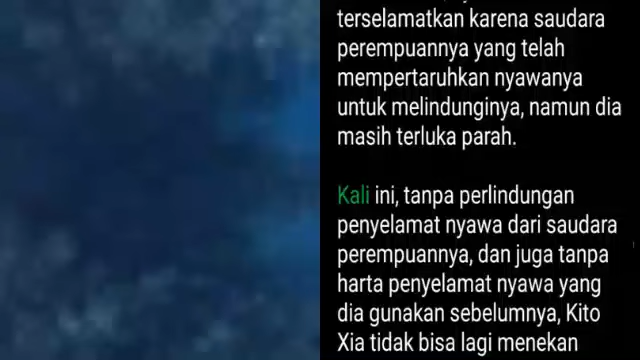 terselamatkan karena saudara
perempuannya yang telah
mempertaruhkan nyawanya
untuk melindunginya, namun dia
masih terluka parah.
Kali ini, tanpa perlindungan
penyelamat nyawa dari saudara
perempuannya, dan juga tanpa
harta penyelamat nyawa yang
dia gunakan sebelumnya, Kito
Xia tidak bisa lagi menekan